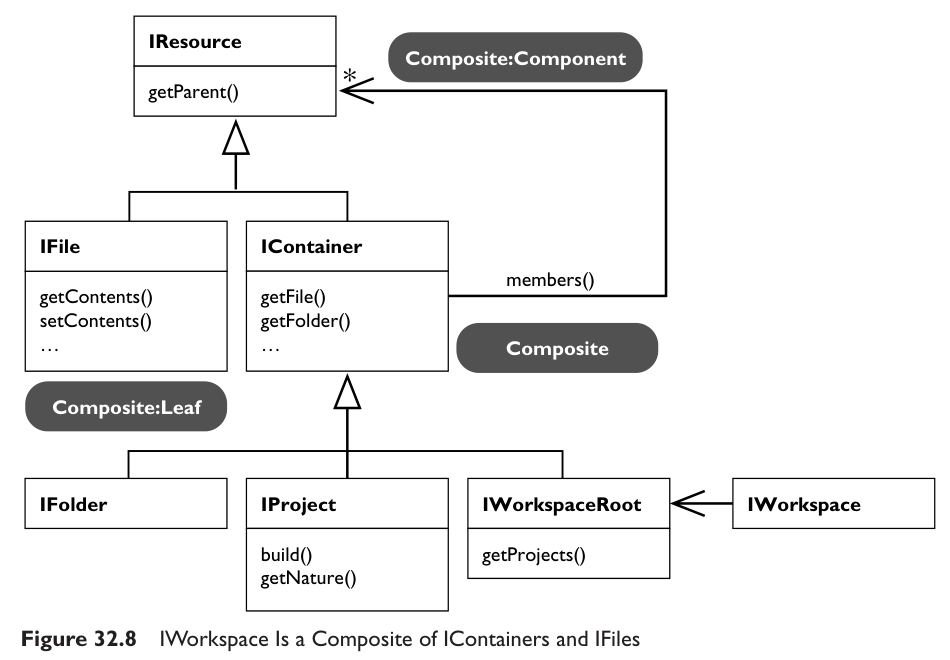 IResource
getParent()
*
Composite:Component
IFile
getContents()
setContents()
...
IContainer
getFile()
getFolder()
...
members()
Composite
Composite:Leaf
IFolder
IProject
build()
getNature()
IWorkspaceRoot
getProjects()
IWorkspace
Figure 32.8 IWorkspace Is a Composite of IContainers and IFiles